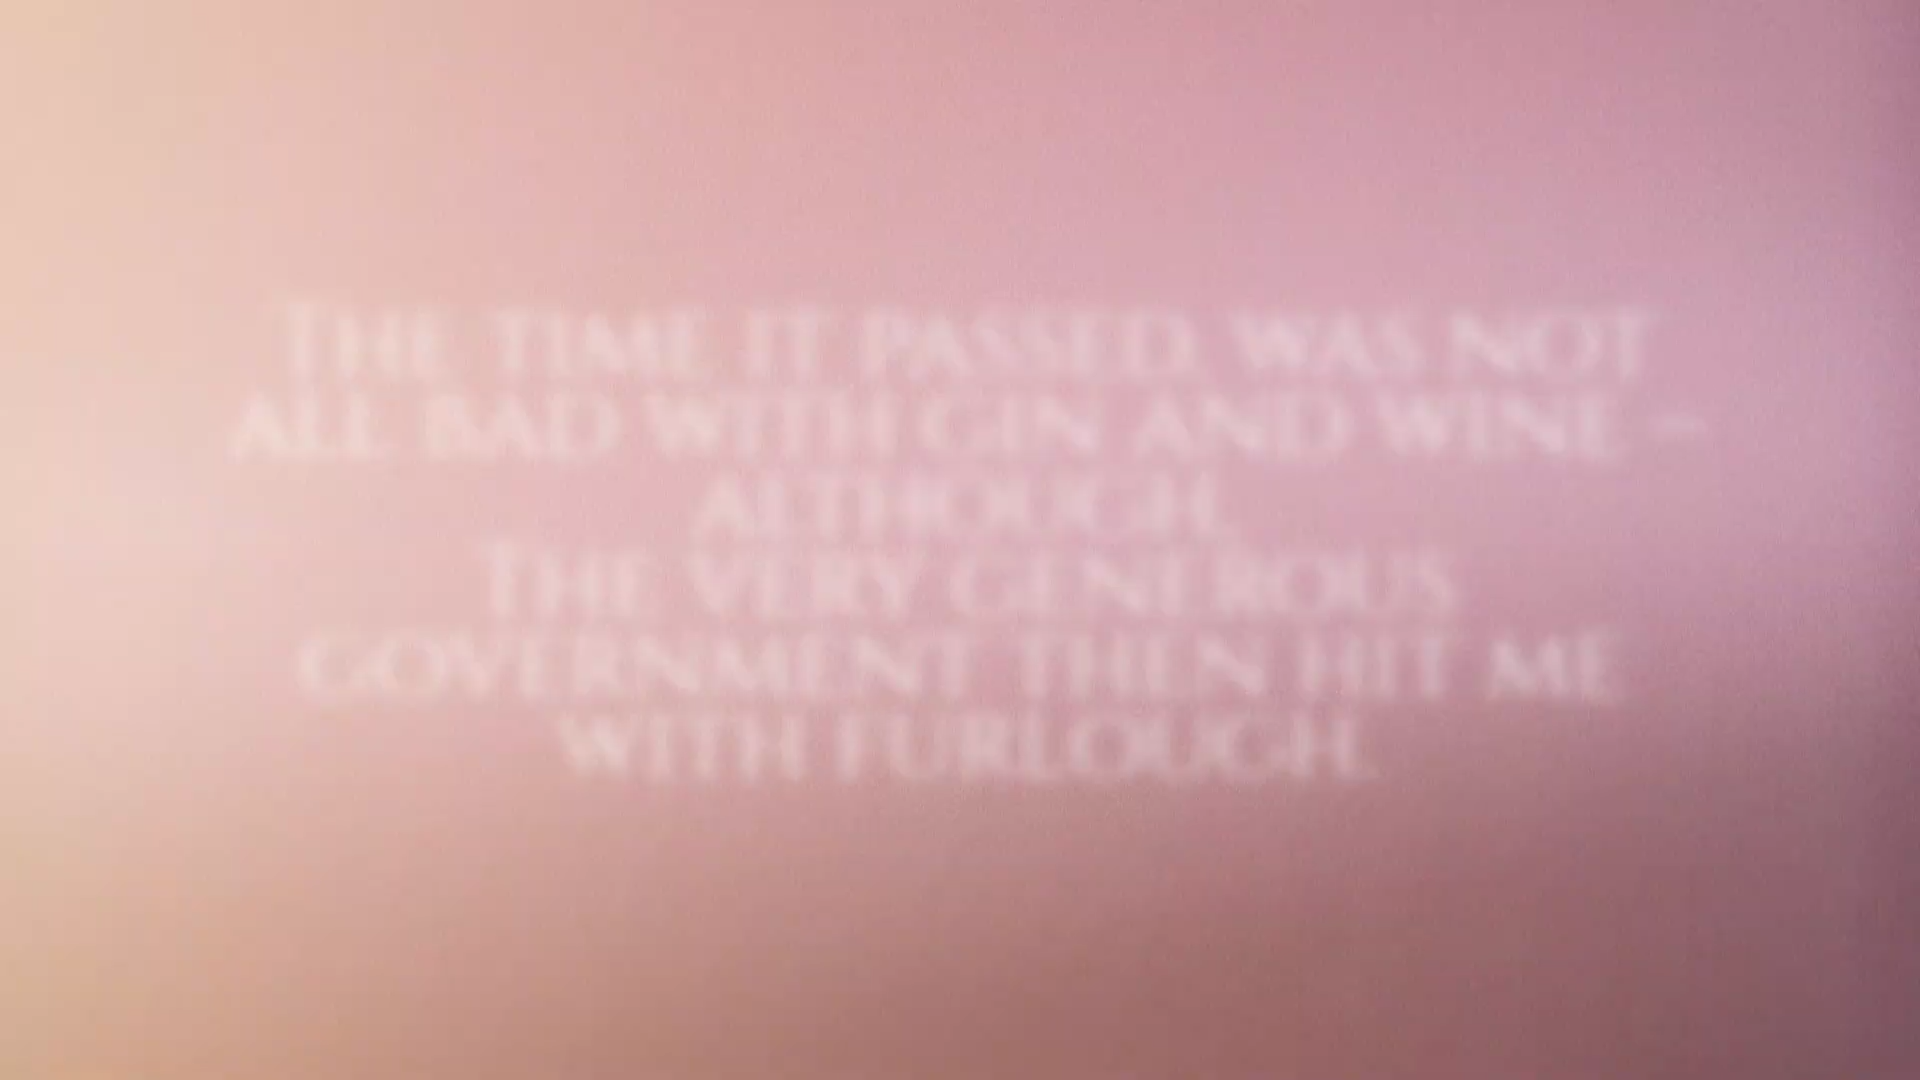 The time it passed, was not
all bad with gin and wine –
although,
The very generous
government then hit me
with furlough.